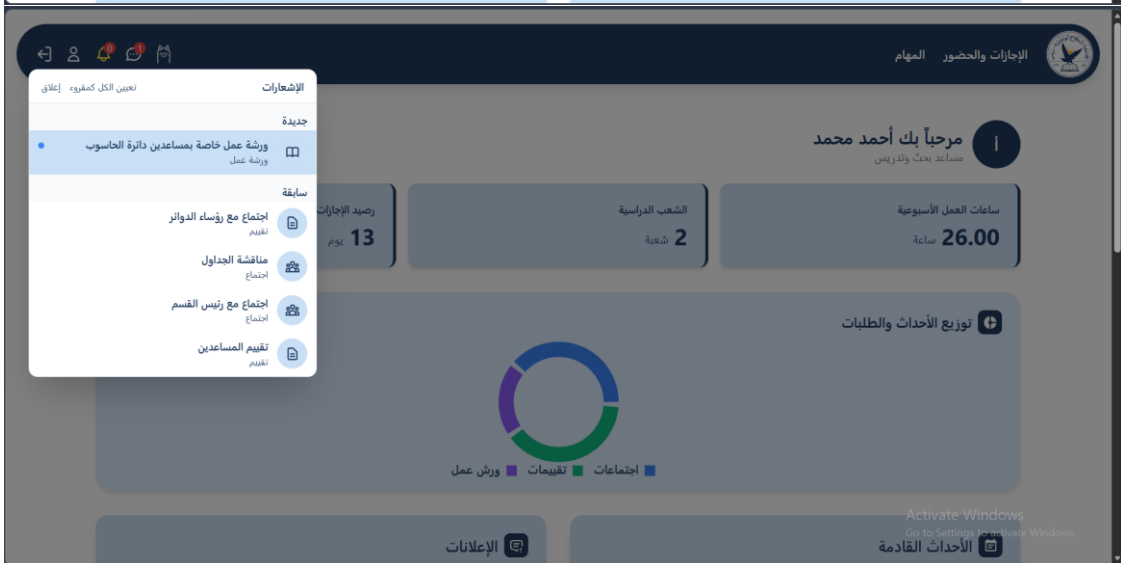 الإجازات والحضور المهام
1
0
الإشعارات تعيين الكل كمقروء إغلاق
جديدة
ورشة عمل خاصة بمساعدين دائرة الحاسوب
ورشة عمل
سابقة
اجتماع مع رؤساء الدوائر
تقييم
مناقشة الجداول
اجتماع
اجتماع مع رئيس القسم
اجتماع
تقييم المساعدين
تقييم
أ
مرحباً بك أحمد محمد
مساعد بحث وتدريس
ساعات العمل الأسبوعية
26.00 ساعة
الشعب الدراسية
2 شعبة
رصيد الإجازات
13 يوم
توزيع الأحداث والطلبات
اجتماعات تقييمات ورش عمل
الأحداث القادمة
الإعلانات
Activate Windows
Go to Settings to activate Windows.